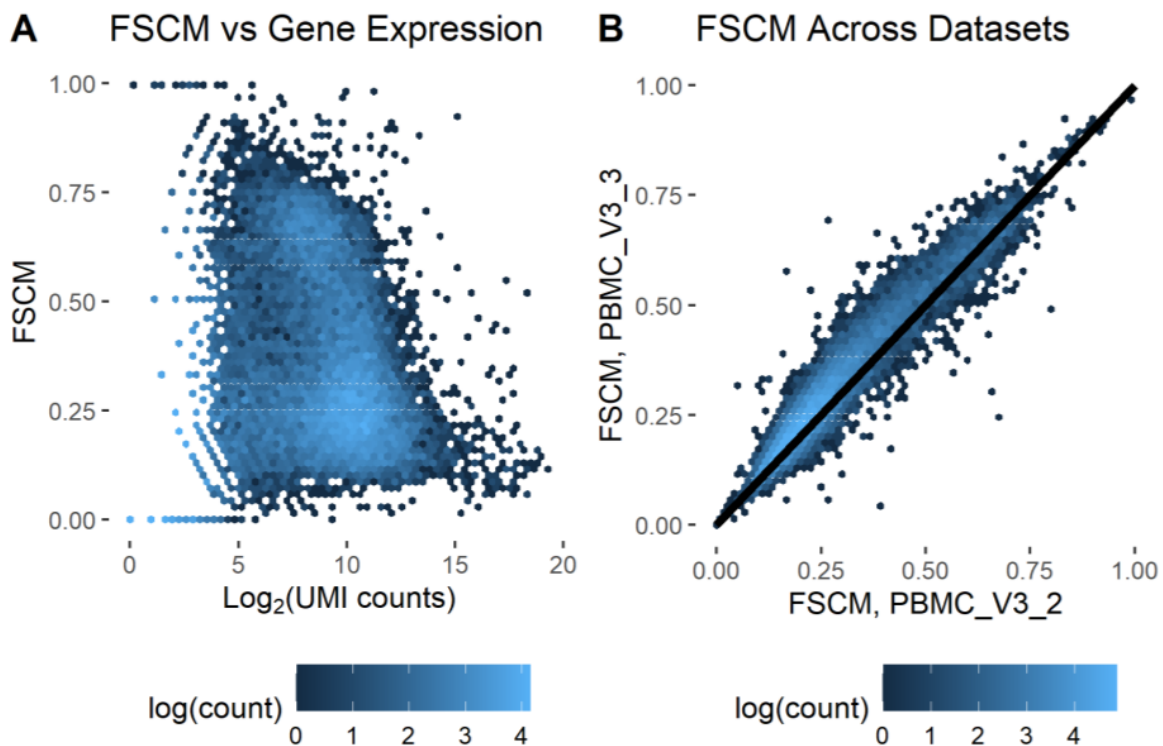 A FSCM vs Gene Expression
FSCM
1.00
0.75
0.50
0.25
0.00
0 5 10 15 20
Log2(UMI counts)
log(count)
0 1 2 3 4
B FSCM Across Datasets
FSCM, PBMC_V3_3
1.00
0.75
0.50
0.25
0.00
0.00 0.25 0.50 0.75 1.00
FSCM, PBMC_V3_2
log(count)
0 1 2 3 4